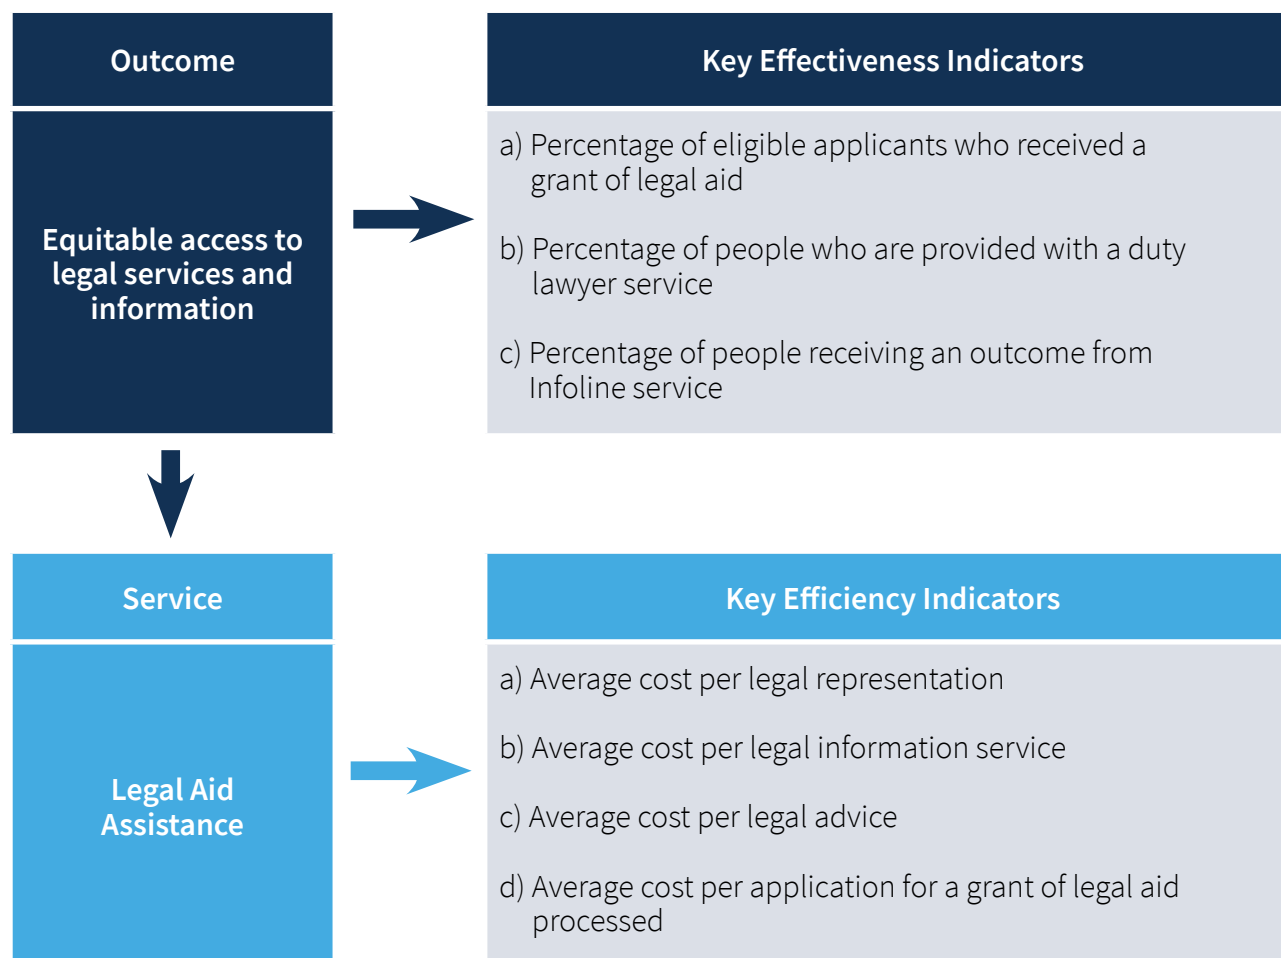 Outcome
Key Effectiveness Indicators
Equitable access to
legal services and
information
a) Percentage of eligible applicants who received a
grant of legal aid
b) Percentage of people who are provided with a duty
lawyer service
c) Percentage of people receiving an outcome from
Infoline service
Service
Key Efficiency Indicators
Legal Aid
Assistance
a) Average cost per legal representation
b) Average cost per legal information service
c) Average cost per legal advice
d) Average cost per application for a grant of legal aid
processed